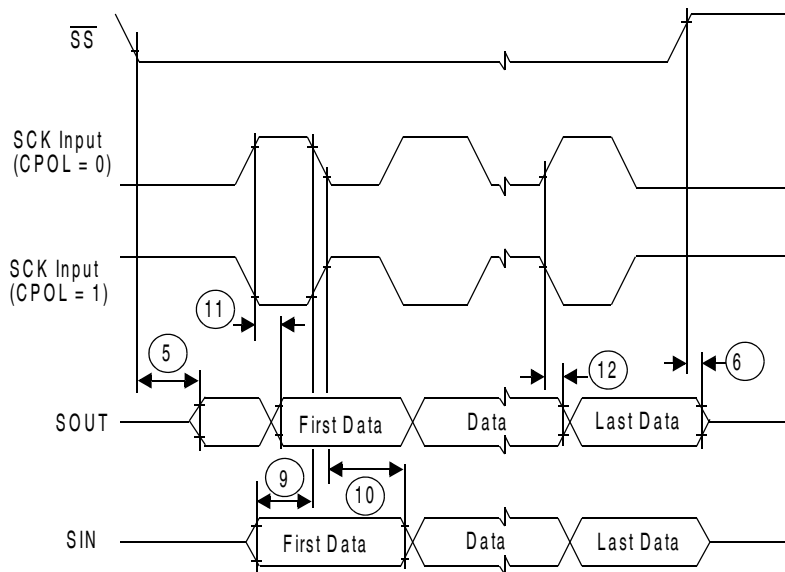 SS
SCK Input
(CPOL = 0)
SCK Input
(CPOL = 1)
11
5
12
6
SOUT
First Data
Data
Last Data
9
10
SIN
First Data
Data
Last Data